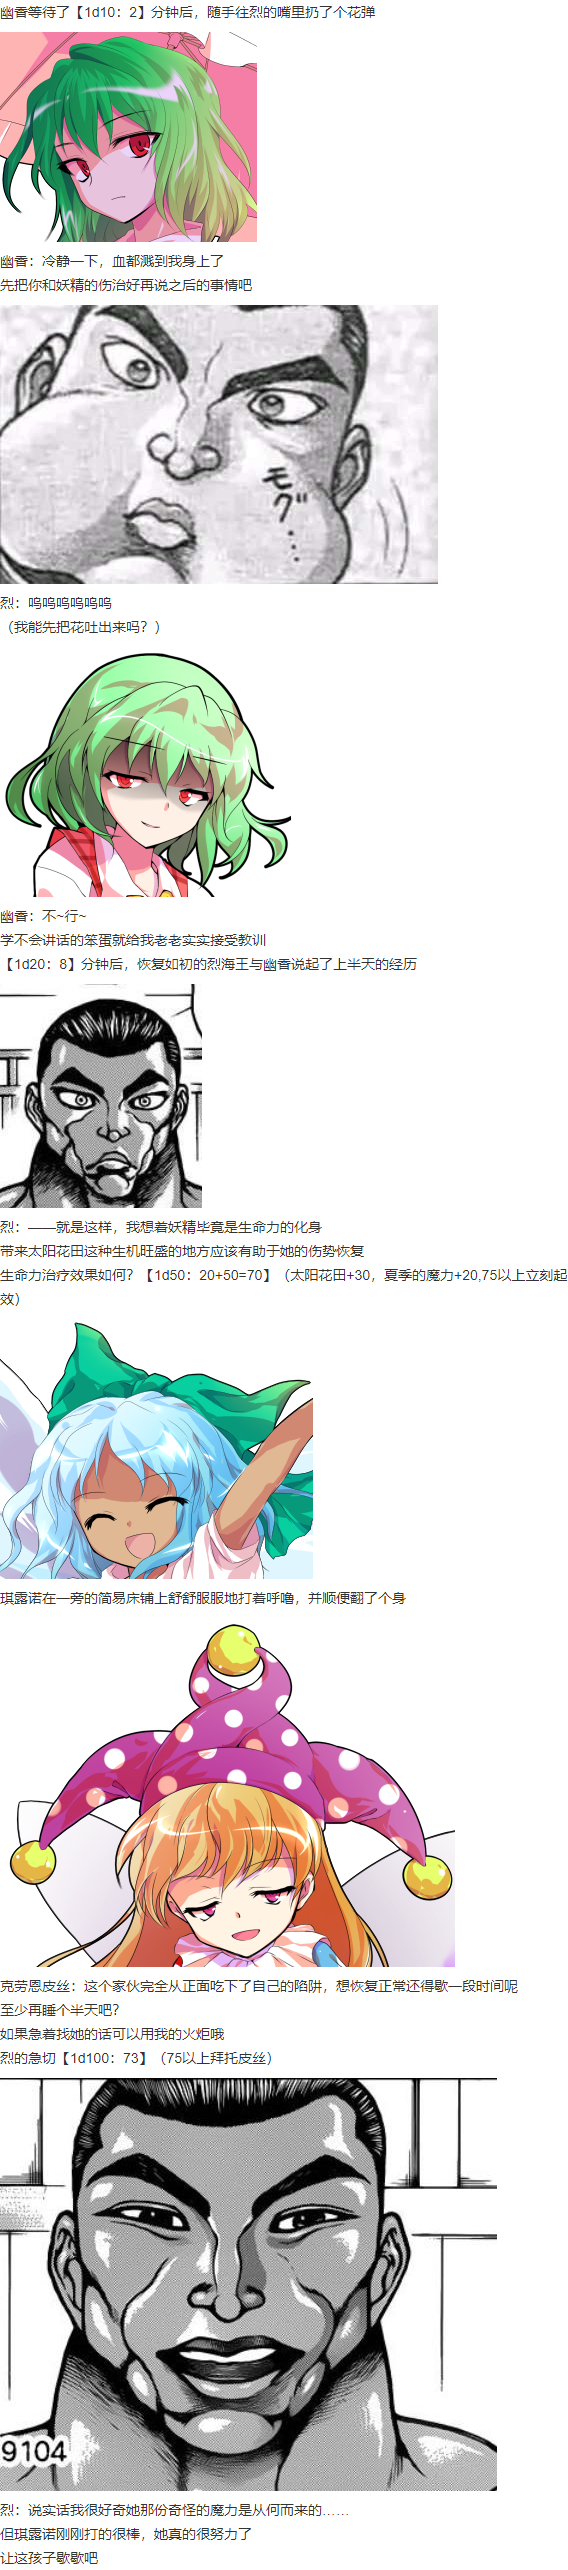 幽香等待了【1d10：2】分钟后，随手往烈的嘴里扔了个花弹
幽香：冷静一下，血都溅到我身上了
先把你和妖精的伤治好再说之后的事情吧
モグ…
烈：呜呜呜呜呜呜
（我能先把花吐出来吗？）
幽香：不~行~
学不会讲话的笨蛋就给我老老实实接受教训
【1d20：8】分钟后，恢复如初的烈海王与幽香说起了上半天的经历
烈：——就是这样，我想着妖精毕竟是生命力的化身
带来太阳花田这种生机旺盛的地方应该有助于她的伤势恢复
生命力治疗效果如何？【1d50：20+50=70】（太阳花田+30，夏季的魔力+20,75以上立刻起
效）
琪露诺在一旁的简易床铺上舒舒服服地打着呼噜，并顺便翻了个身
克劳恩皮丝：这个家伙完全从正面吃下了自己的陷阱，想恢复正常还得歇一段时间呢
至少再睡个半天吧？
如果急着找她的话可以用我的火炬哦
烈的急切【1d100：73】（75以上拜托皮丝）
9104
烈：说实话我很好奇她那份奇怪的魔力是从何而来的……
但琪露诺刚刚打的很棒，她真的很努力了
让这孩子歇歇吧